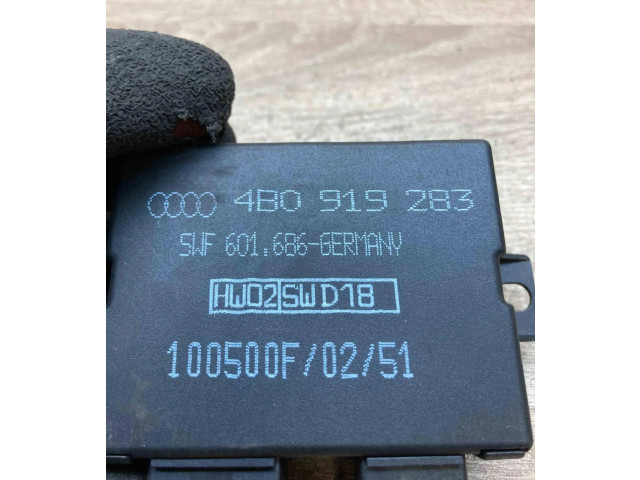 4B0 919 283
SWF 601.686-GERMANY
HW02 SW D18
100500F/02/51